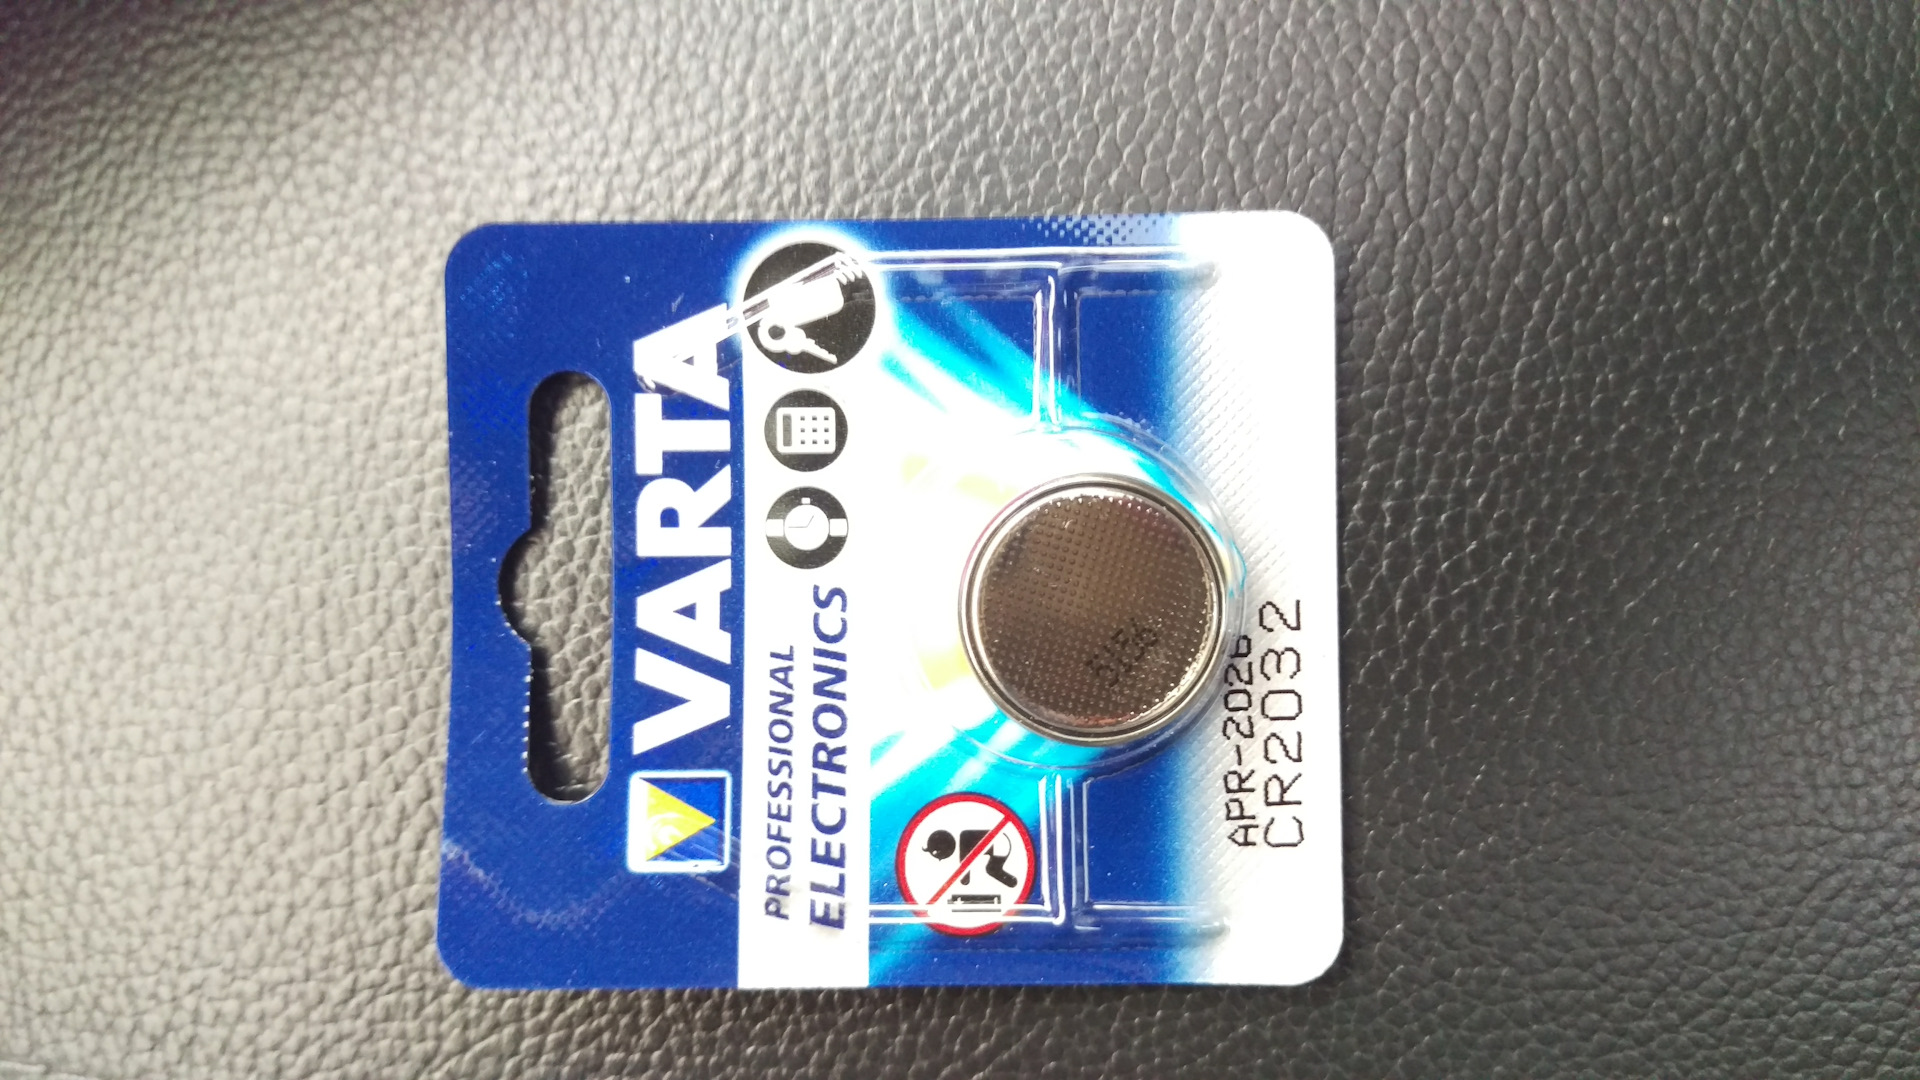 VARTA
PROFESSIONAL
ELECTRONICS
APR-2026
CR2032